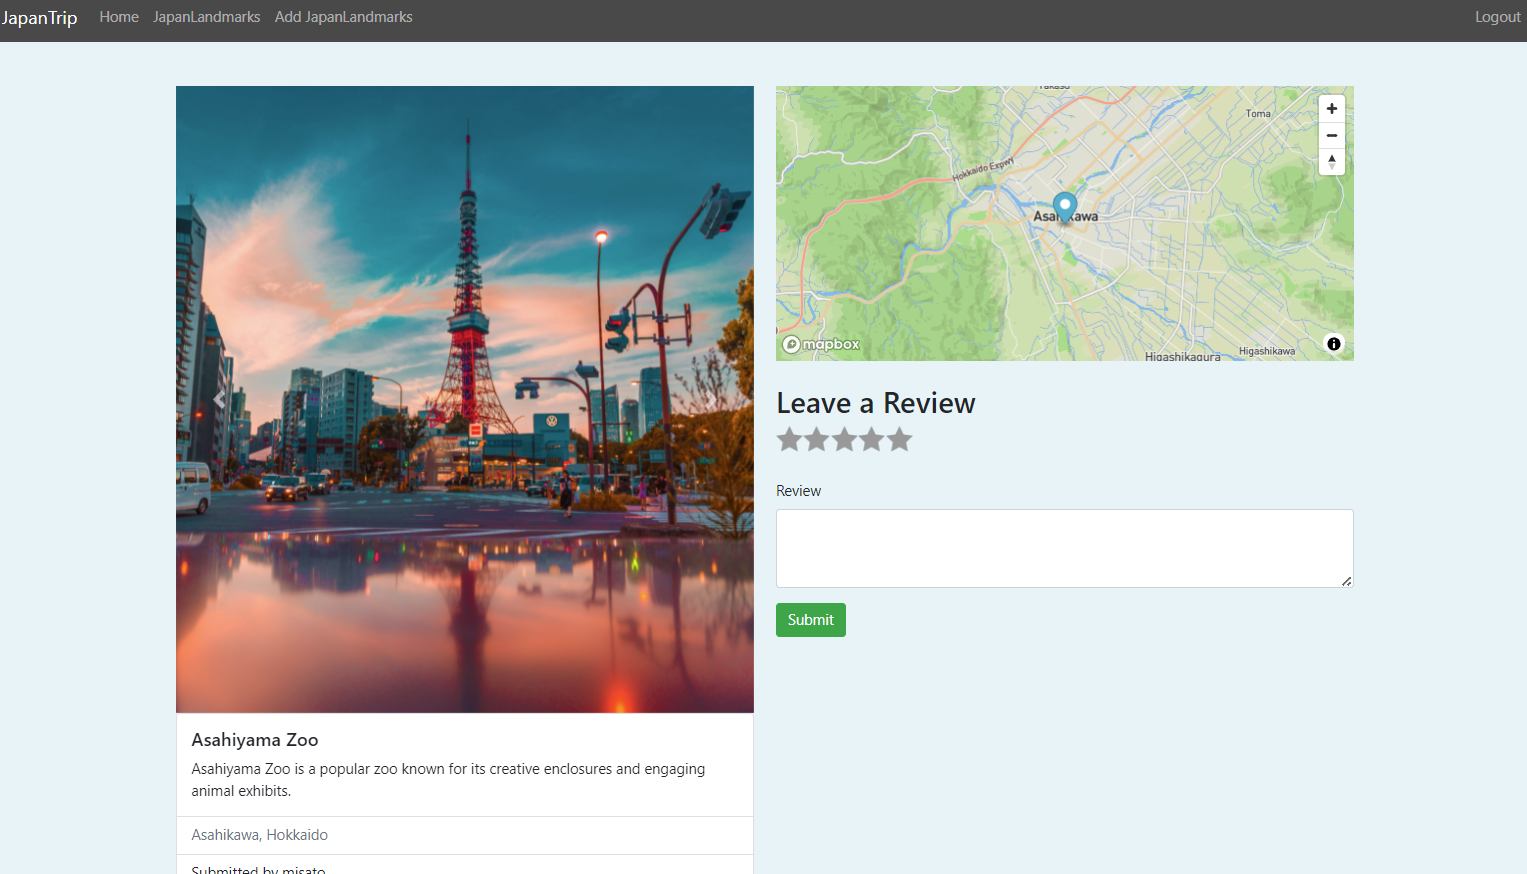 JapanTrip Home JapanLandmarks Add JapanLandmarks Logout
Toma
Hokkaido Expwy
mapbox
Higashikagura
Higashikawa
Leave a Review
Review
Submit
Asahiyama Zoo
Asahiyama Zoo is a popular zoo known for its creative enclosures and engaging
animal exhibits.
Asahikawa, Hokkaido
Submitted by misato